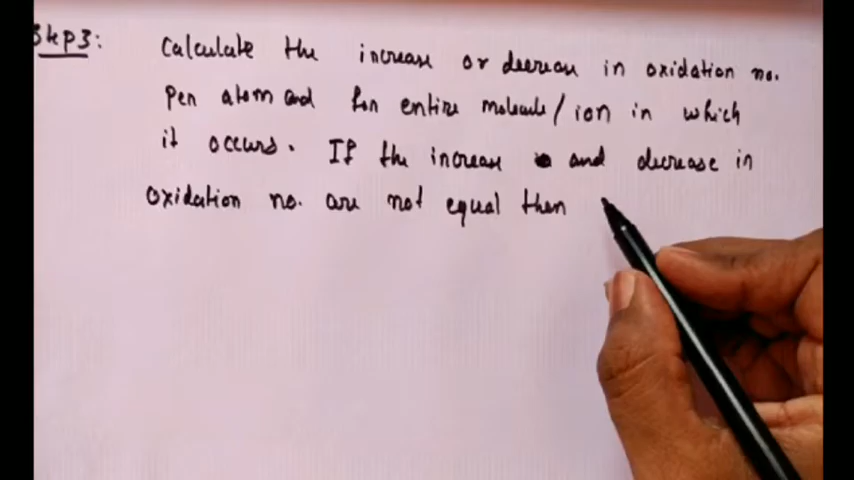 Step3: Calculate the increase or decrease in oxidation no.
Per atom and for entire molecule/ion in which
it occurs. If the increase and decrease in
oxidation no. are not equal then